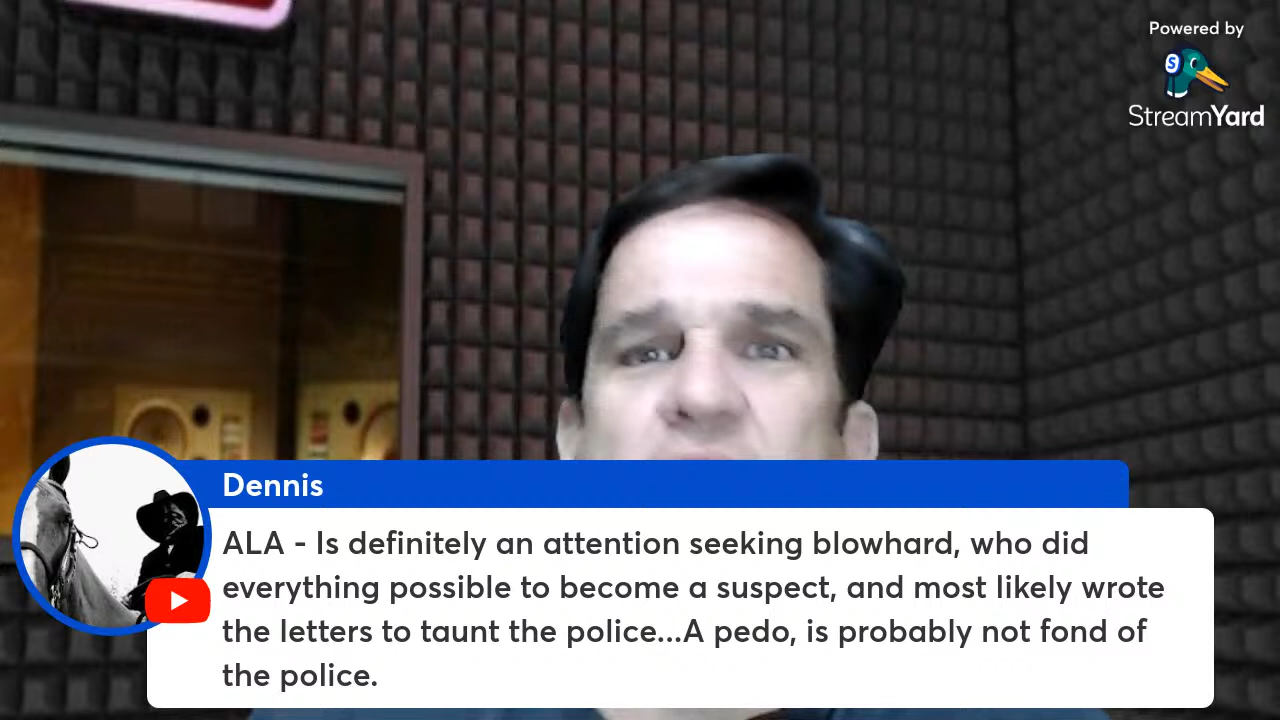 Powered by
StreamYard
Dennis
ALA - Is definitely an attention seeking blowhard, who did
everything possible to become a suspect, and most likely wrote
the letters to taunt the police...A pedo, is probably not fond of
the police.